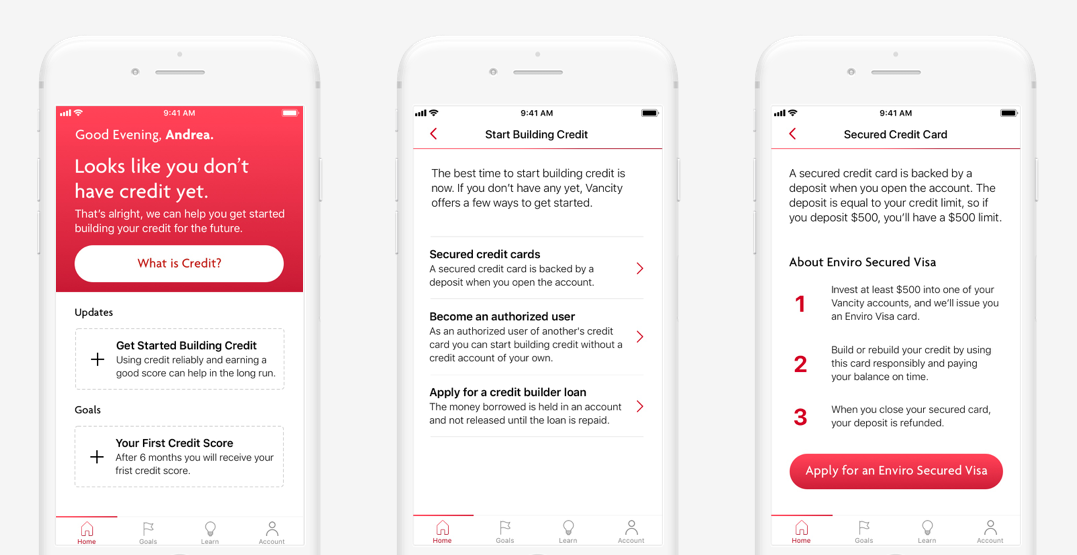 9:41 AM
Good Evening, Andrea.
Looks like you don't
have credit yet.
That's alright, we can help you get started
building your credit for the future.
What is Credit?
Updates
Get Started Building Credit
Using credit reliably and earning a
good score can help in the long run.
Goals
Your First Credit Score
After 6 months you will receive your
frist credit score.
Home
Goals
Learn
Account
9:41 AM
Start Building Credit
The best time to start building credit is
now. If you don't have any yet, Vancity
offers a few ways to get started.
Secured credit cards
A secured credit card is backed by a
deposit when you open the account.
Become an authorized user
As an authorized user of another's credit
card you can start building credit without a
credit account of your own.
Apply for a credit builder loan
The money borrowed is held in an account
and not released until the loan is repaid.
Home
Goals
Learn
Account
9:41 AM
Secured Credit Card
A secured credit card is backed by a
deposit when you open the account. The
deposit is equal to your credit limit, so if
you deposit $500, you'll have a $500 limit.
About Enviro Secured Visa
1
Invest at least $500 into one of your
Vancity accounts, and we'll issue you
an Enviro Visa card.
2
Build or rebuild your credit by using
this card responsibly and paying
your balance on time.
3
When you close your secured card,
your deposit is refunded.
Apply for an Enviro Secured Visa
Home
Goals
Learn
Account